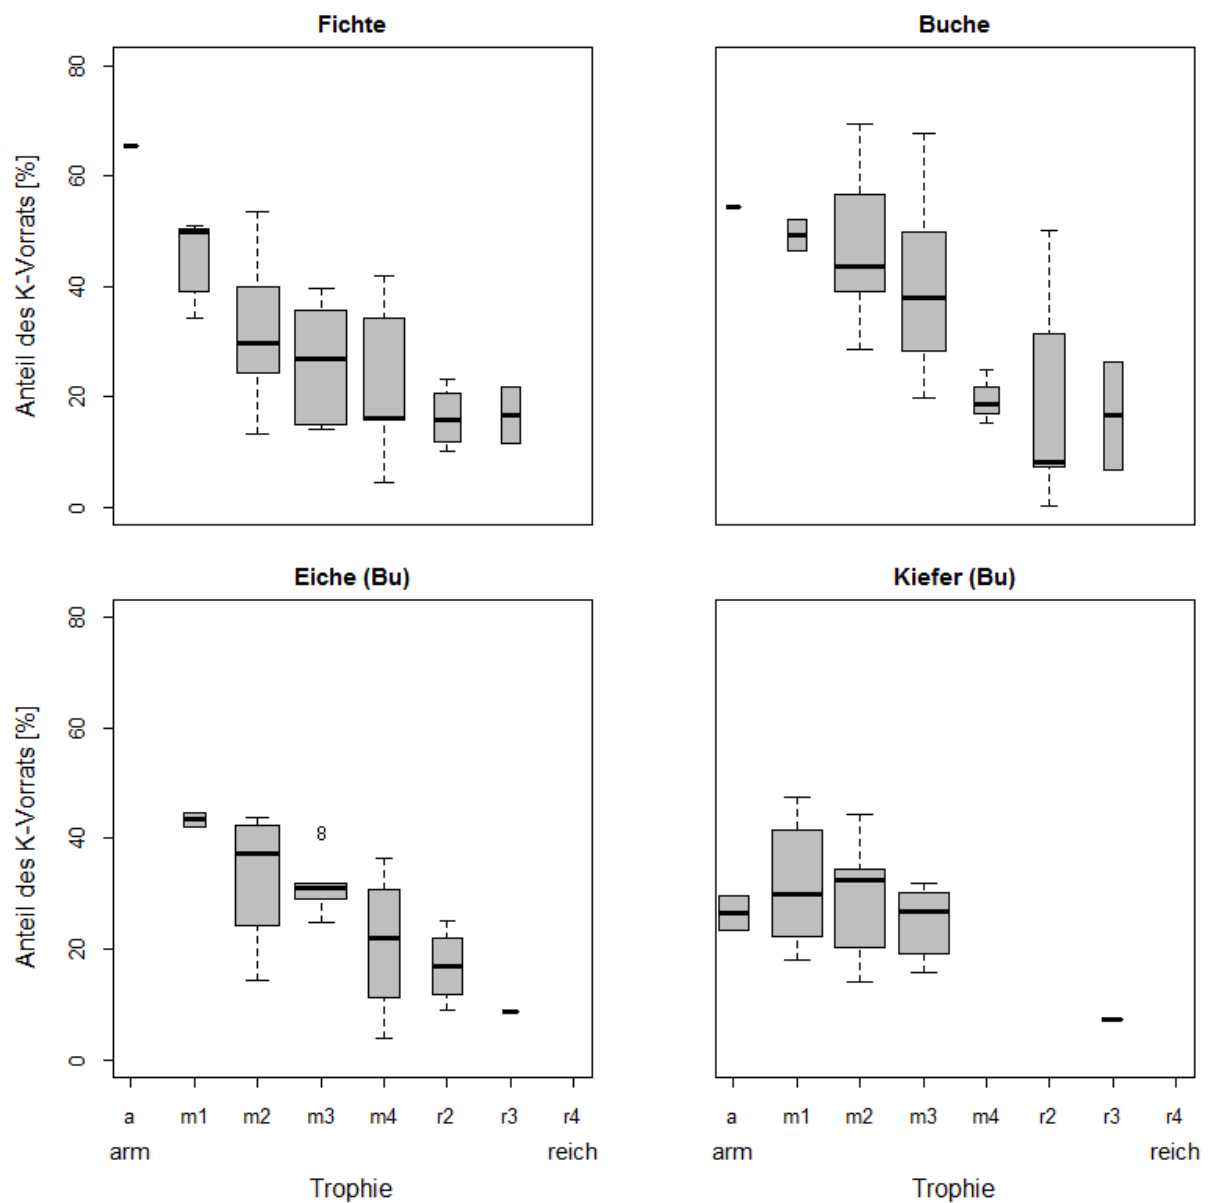 Fichte
Buche
Anteil des K-Vorrats [%]
80
60
40
20
0
Eiche (Bu)
Kiefer (Bu)
Anteil des K-Vorrats [%]
80
60
40
20
0
a m1 m2 m3 m4 r2 r3 r4
arm reich
Trophie
a m1 m2 m3 m4 r2 r3 r4
arm reich
Trophie